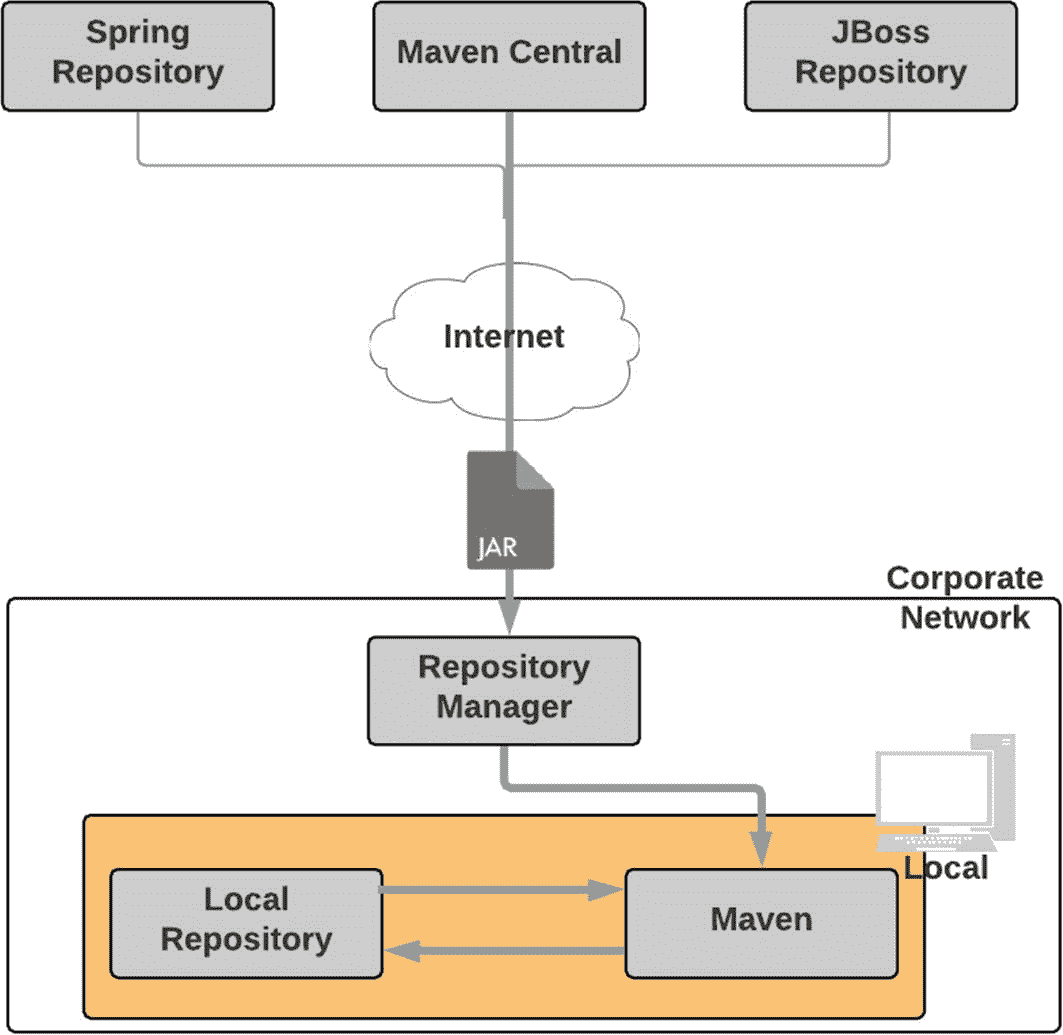 Spring
Repository
Maven Central
JBoss
Repository
Internet
JAR
Corporate
Network
Repository
Manager
Local
Local
Repository
Maven